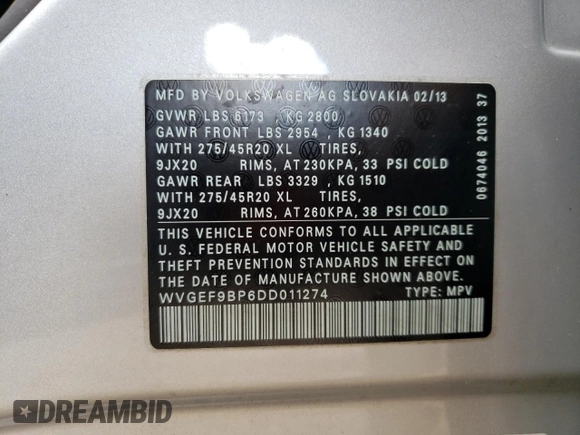 MFD BY VOLKSWAGEN AG SLOVAKIA 02/13
GVWR LBS 6173 KG 2800
GAWR FRONT LBS 2954 , KG 1340
WITH 275/45R20 XL TIRES,
9JX20 RIMS, AT 230KPA, 33 PSI COLD
GAWR REAR LBS 3329 , KG 1510
WITH 275/45R20 XL TIRES,
9JX20 RIMS, AT 260KPA, 38 PSI COLD
THIS VEHICLE CONFORMS TO ALL APPLICABLE
U. S. FEDERAL MOTOR VEHICLE SAFETY AND
THEFT PREVENTION STANDARDS IN EFFECT ON
THE DATE OF MANUFACTURE SHOWN ABOVE.
WVGEF9BP6DD011274 TYPE: MPV
0674046 2013 37
DREAMBID